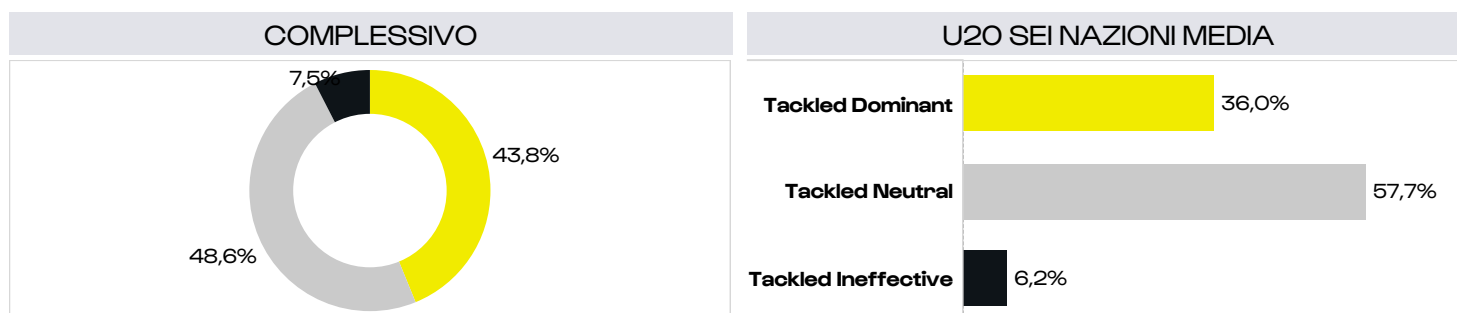 COMPLESSIVO
7,5%
43,8%
48,6%
U20 SEI NAZIONI MEDIA
Tackled Dominant 36,0%
Tackled Neutral 57,7%
Tackled Ineffective 6,2%